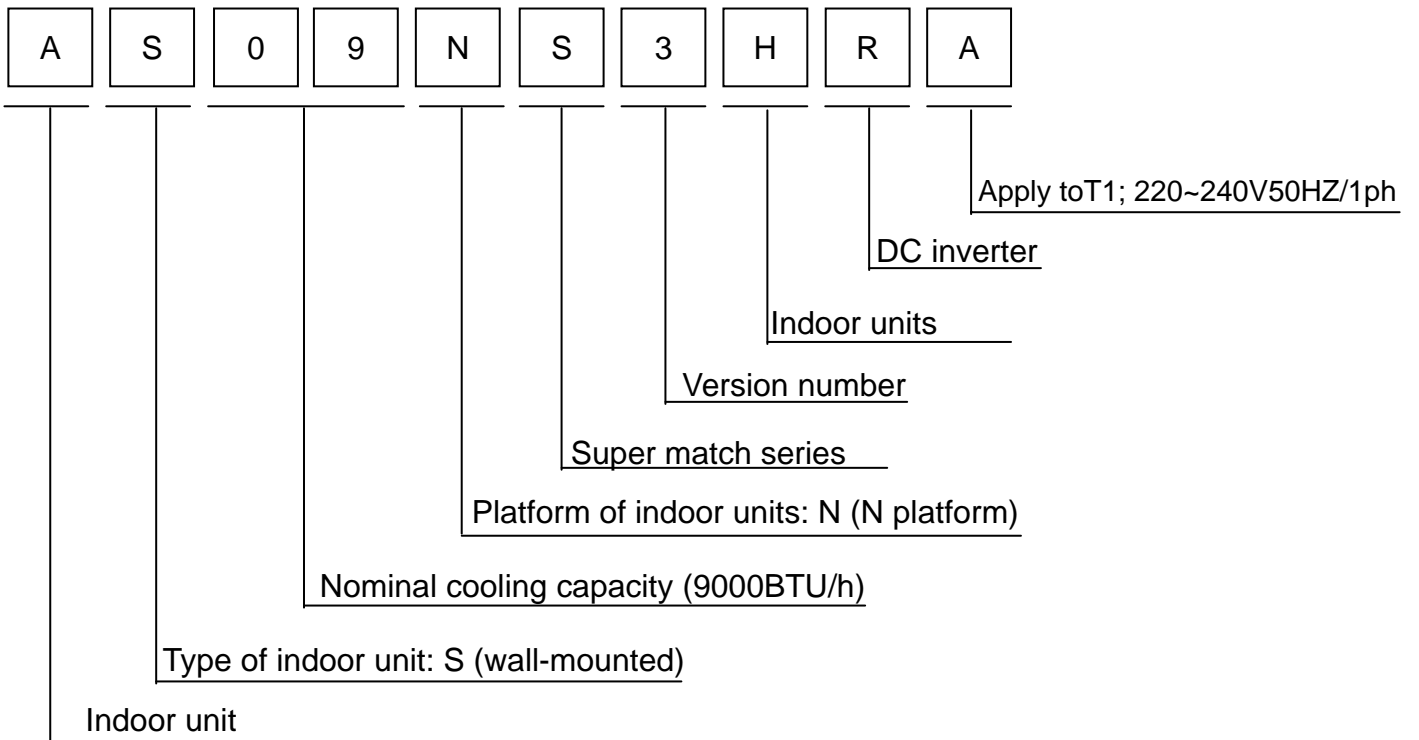 A S 0 9 N S 3 H R A
Apply toT1; 220~240V50HZ/1ph
DC inverter
Indoor units
Version number
Super match series
Platform of indoor units: N (N platform)
Nominal cooling capacity (9000BTU/h)
Type of indoor unit: S (wall-mounted)
Indoor unit